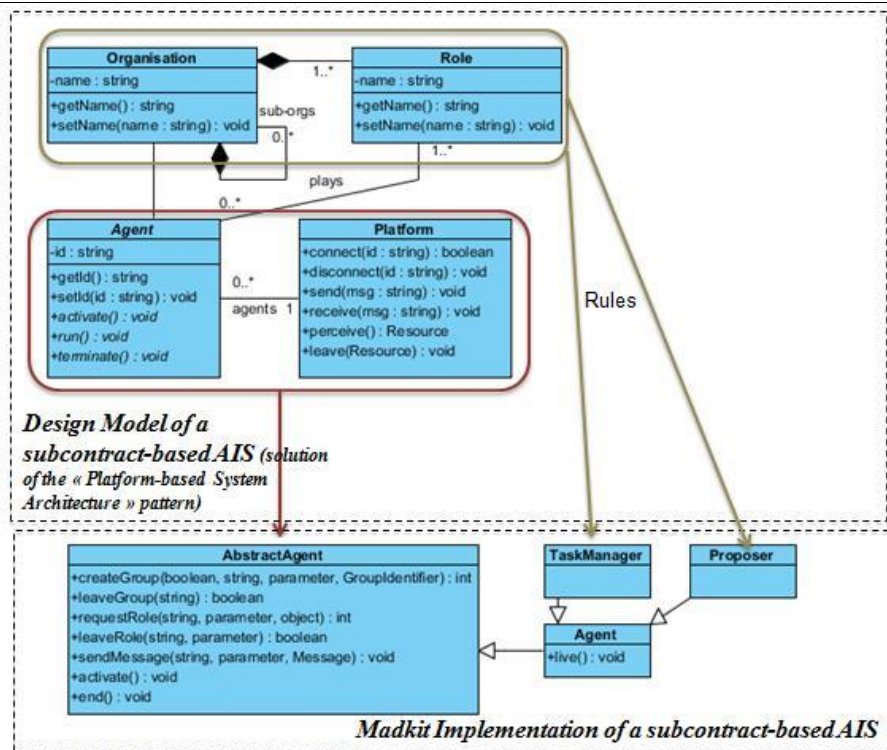 Organisation
-name : string
+getName() : string
+setName(name : string) : void
1..*
Role
-name : string
+getName() : string
+setName(name : string) : void
sub-orgs
0..*
1..*
plays
0..*
Agent
-id : string
+getId() : string
+setId(id : string) : void
+activate() : void
+run() : void
+terminate() : void
0..*
agents 1
Platform
+connect(id : string) : boolean
+disconnect(id : string) : void
+send(msg : string) : void
+receive(msg : string) : void
+perceive() : Resource
+leave(Resource) : void
Rules
Design Model of a
subcontract-based AIS (solution
of the « Platform-based System
Architecture » pattern)
AbstractAgent
+createGroup(boolean, string, parameter, GroupIdentifier) : int
+leaveGroup(string) : boolean
+requestRole(string, parameter, object) : int
+leaveRole(string, parameter) : boolean
+sendMessage(string, parameter, Message) : void
+activate() : void
+end() : void
TaskManager
Proposer
Agent
+live() : void
Madkit Implementation of a subcontract-based AIS